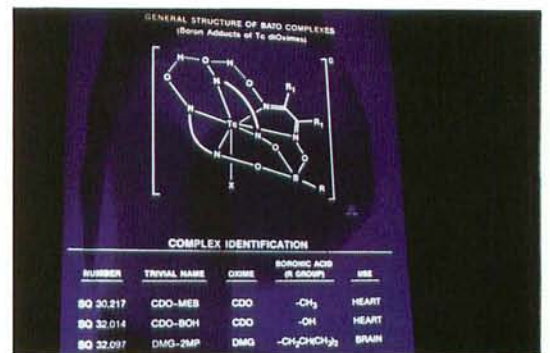 GENERAL STRUCTURE OF BATO COMPLEXES
(Boron Adducts of Tc diOximes)
0
H O H
O O
H N R₁
N
N Tc R₁
N N
N O O
O B
X R
COMPLEX IDENTIFICATION
BORONIC ACID
NUMBER TRIVIAL NAME OXIME (R GROUP) USE
SQ 30,217 CDO-MEB CDO -CH₃ HEART
SQ 32,014 CDO-BOH CDO -OH HEART
SQ 32,097 DMG-2MP DMG -CH₂CH(CH₃)₂ BRAIN